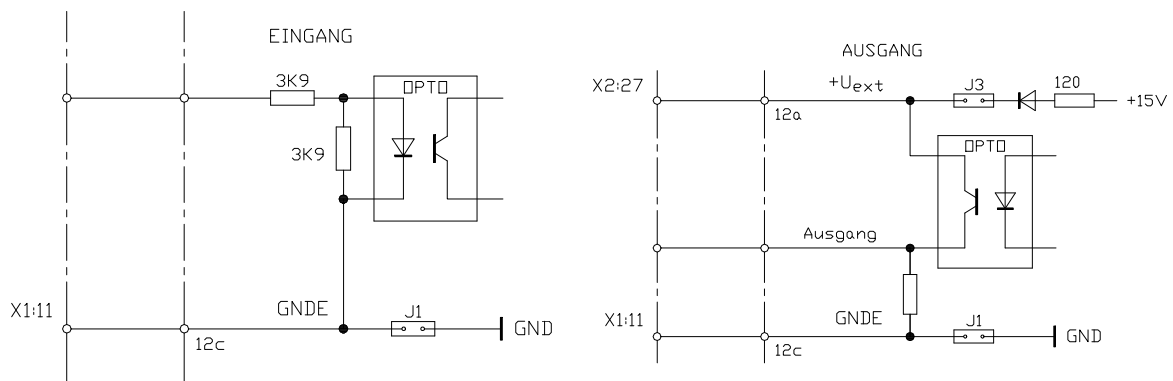 EINGANG
3K9
OPTO
3K9
X1:11
GNDE
J1
GND
12c
AUSGANG
X2:27
+Uext
J3
120
+15V
12a
OPTO
Ausgang
X1:11
GNDE
J1
GND
12c